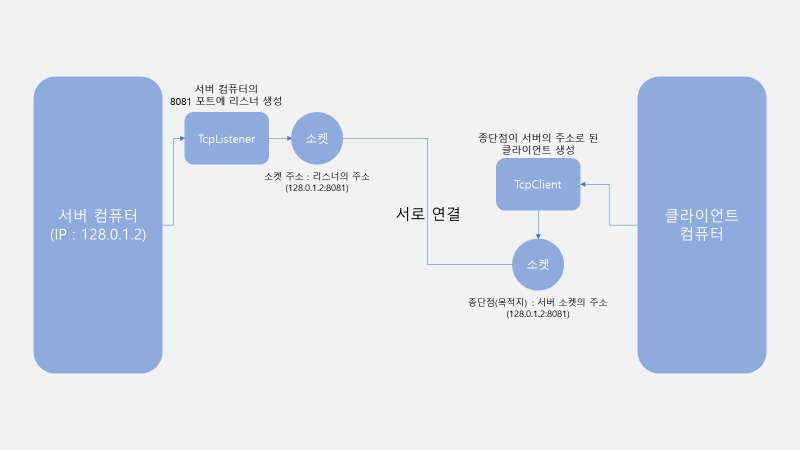 서버 컴퓨터의
8081 포트에 리스너 생성
TcpListener
소켓
소켓 주소 : 리스너의 주소
(128.0.1.2:8081)
서버 컴퓨터
(IP : 128.0.1.2)
서로 연결
종단점이 서버의 주소로 된
클라이언트 생성
TcpClient
소켓
종단점(목적지) : 서버 소켓의 주소
(128.0.1.2:8081)
클라이언트
컴퓨터